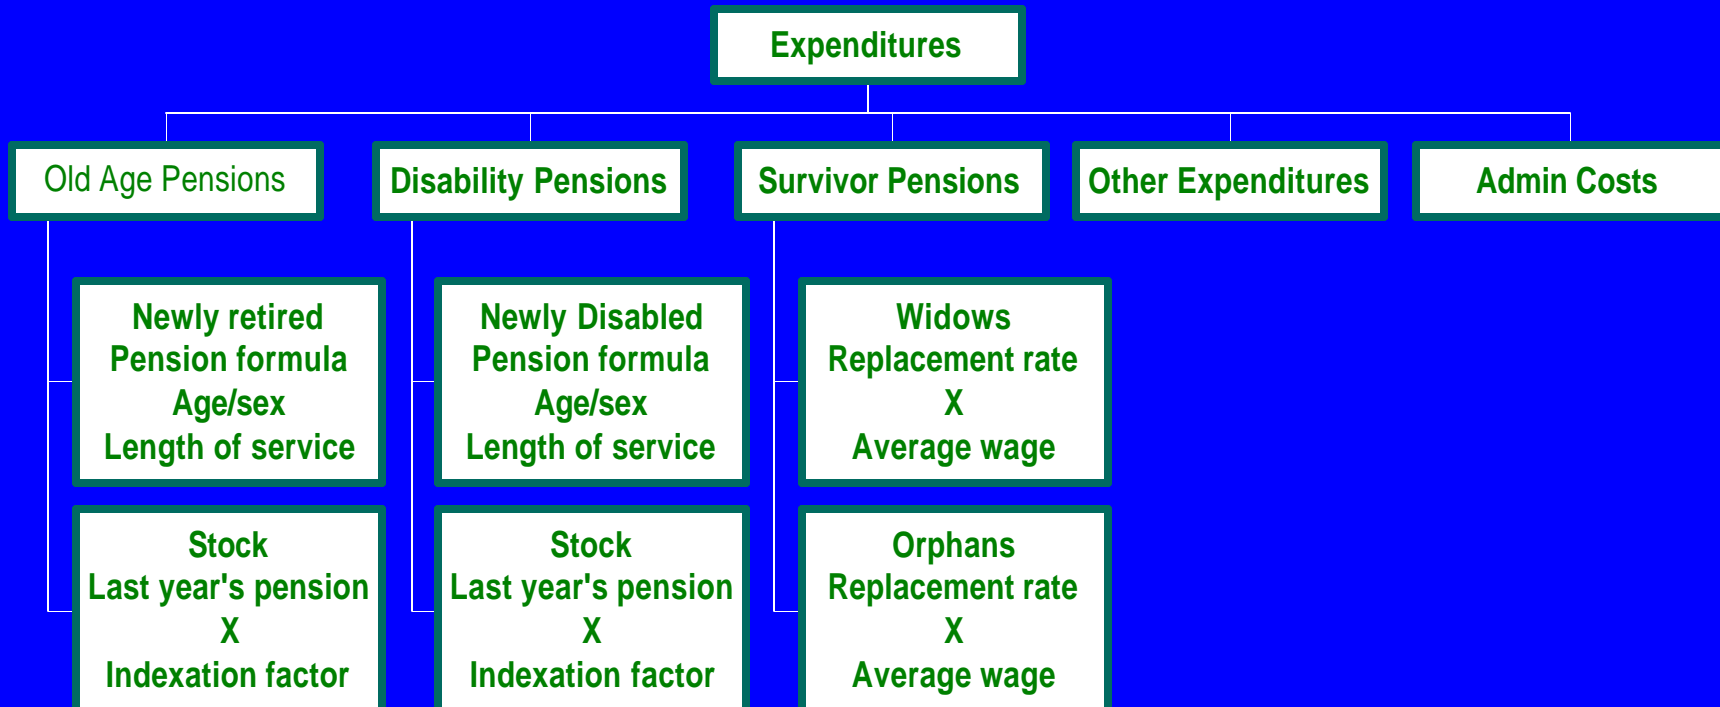 Expenditures
Old Age Pensions
Disability Pensions
Survivor Pensions
Other Expenditures
Admin Costs
Newly retired
Pension formula
Age/sex
Length of service
Newly Disabled
Pension formula
Age/sex
Length of service
Widows
Replacement rate
X
Average wage
Stock
Last year's pension
X
Indexation factor
Stock
Last year's pension
X
Indexation factor
Orphans
Replacement rate
X
Average wage